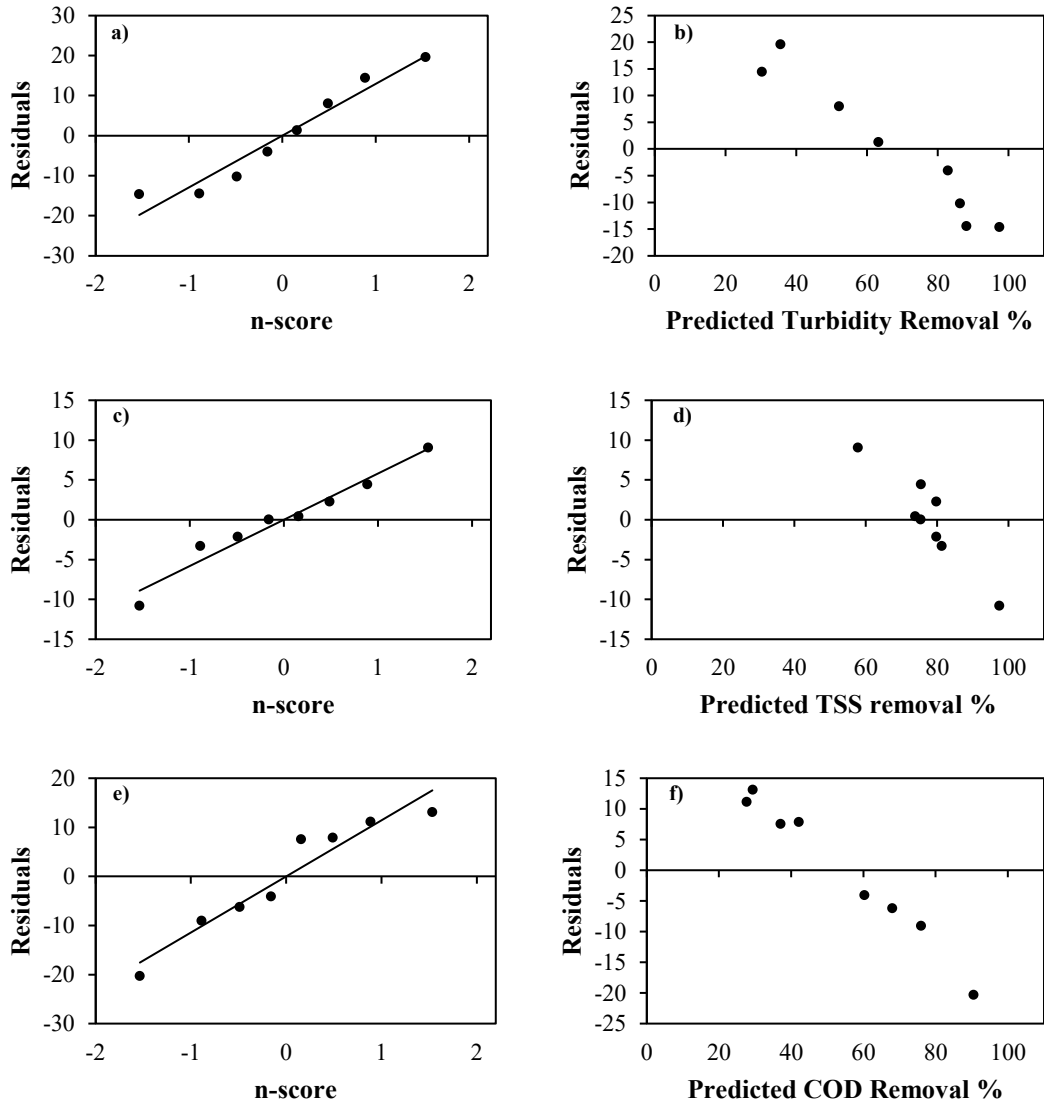 a)
30
20
10
0
-10
-20
-30
-2 -1 0 1 2
Residuals
n-score
b)
25
20
15
10
5
0
-5
-10
-15
-20
0 20 40 60 80 100
Residuals
Predicted Turbidity Removal %
c)
15
10
5
0
-5
-10
-15
-2 -1 0 1 2
Residuals
n-score
d)
15
10
5
0
-5
-10
-15
0 20 40 60 80 100
Residuals
Predicted TSS removal %
e)
20
10
0
-10
-20
-30
-2 -1 0 1 2
Residuals
n-score
f)
15
10
5
0
-5
-10
-15
-20
-25
0 20 40 60 80 100
Residuals
Predicted COD Removal %